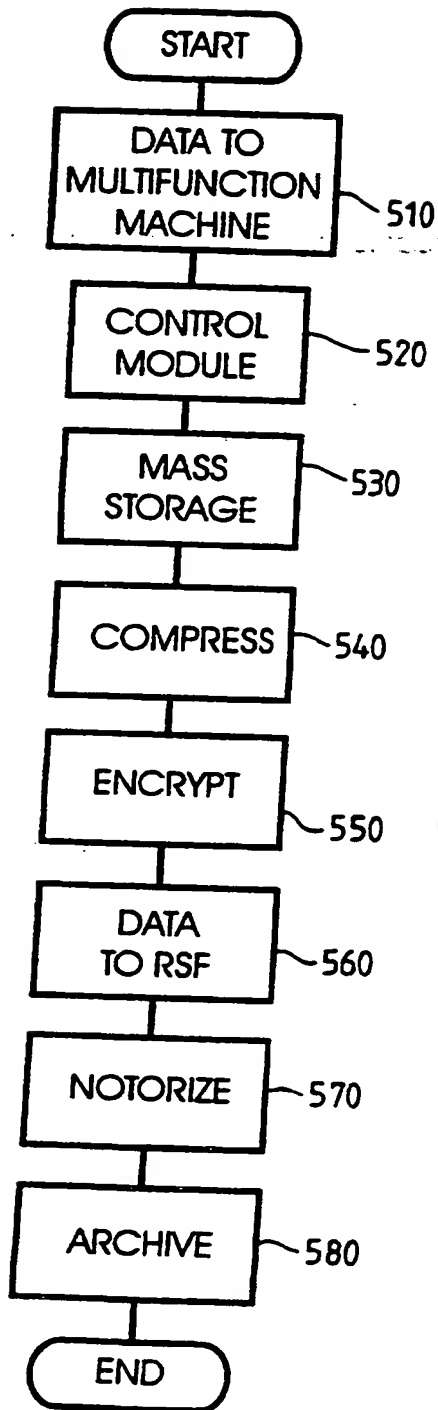 START
DATA TO
MULTIFUNCTION
MACHINE
510
CONTROL
MODULE
520
MASS
STORAGE
530
COMPRESS
540
ENCRYPT
550
DATA
TO RSF
560
NOTORIZE
570
ARCHIVE
580
END